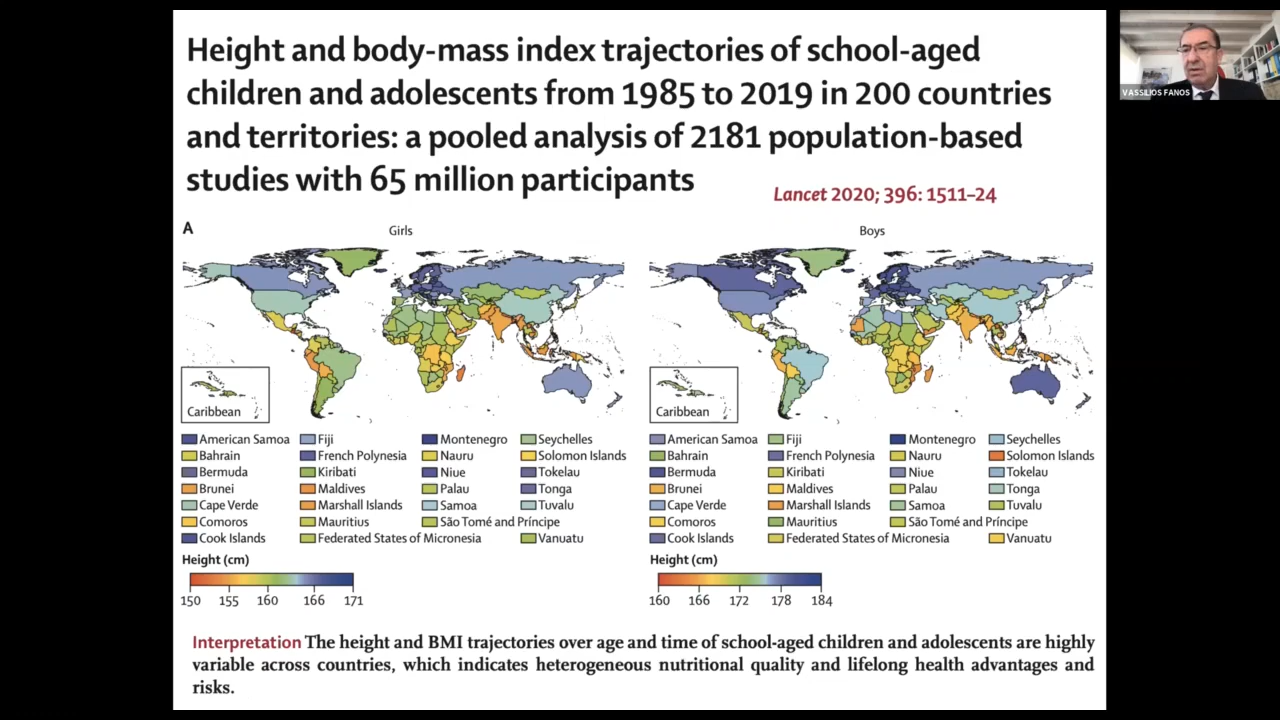 Height and body-mass index trajectories of school-aged
children and adolescents from 1985 to 2019 in 200 countries
and territories: a pooled analysis of 2181 population-based
studies with 65 million participants
Lancet 2020; 396: 1511–24
VASSILIOS FANOS
A
Girls
Boys
Caribbean
Caribbean
American Samoa Fiji Montenegro Seychelles
Bahrain French Polynesia Nauru Solomon Islands
Bermuda Kiribati Niue Tokelau
Brunei Maldives Palau Tonga
Cape Verde Marshall Islands Samoa Tuvalu
Comoros Mauritius São Tomé and Príncipe
Cook Islands Federated States of Micronesia Vanuatu
Height (cm)
150 155 160 166 171
American Samoa Fiji Montenegro Seychelles
Bahrain French Polynesia Nauru Solomon Islands
Bermuda Kiribati Niue Tokelau
Brunei Maldives Palau Tonga
Cape Verde Marshall Islands Samoa Tuvalu
Comoros Mauritius São Tomé and Príncipe
Cook Islands Federated States of Micronesia Vanuatu
Height (cm)
160 166 172 178 184
Interpretation The height and BMI trajectories over age and time of school-aged children and adolescents are highly
variable across countries, which indicates heterogeneous nutritional quality and lifelong health advantages and
risks.